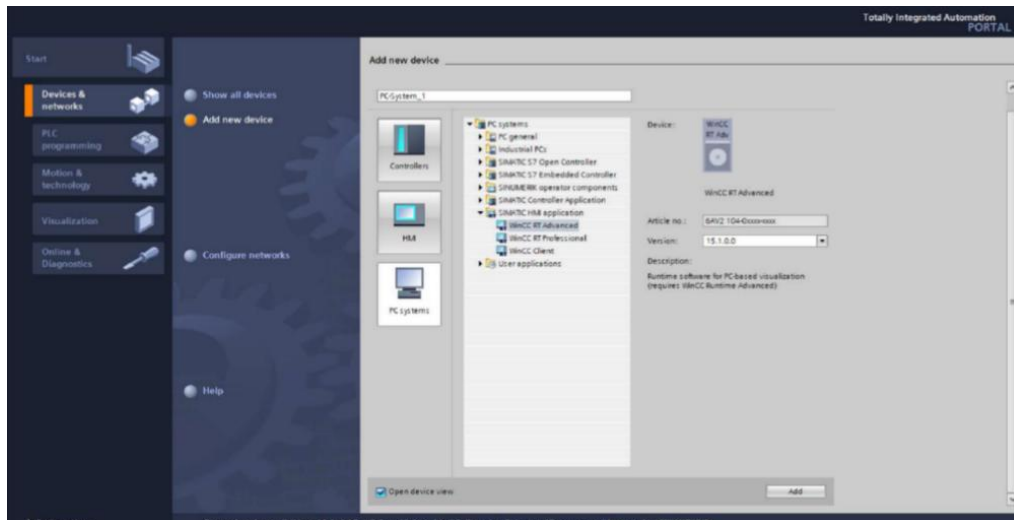 Totally Integrated Automation
PORTAL
Start
Devices &
networks
PLC
programming
Motion &
technology
Visualization
Online &
Diagnostics
Show all devices
Add new device
Configure networks
Help
Add new device
PC-System_1
Controllers
HMI
PC systems
PC systems
PC general
Industrial PCs
SIMATIC S7 Open Controller
SIMATIC S7 Embedded Controller
SINUMERIK operator components
SIMATIC Controller Application
SIMATIC HMI application
WinCC RT Advanced
WinCC RT Professional
WinCC Client
User applications
Device:
WinCC
RT Adv
WinCC RT Advanced
Article no.:
Version:
15.1.0.0
Description:
Runtime software for PC-based visualization
(requires WinCC Runtime Advanced)
Open device view
Add